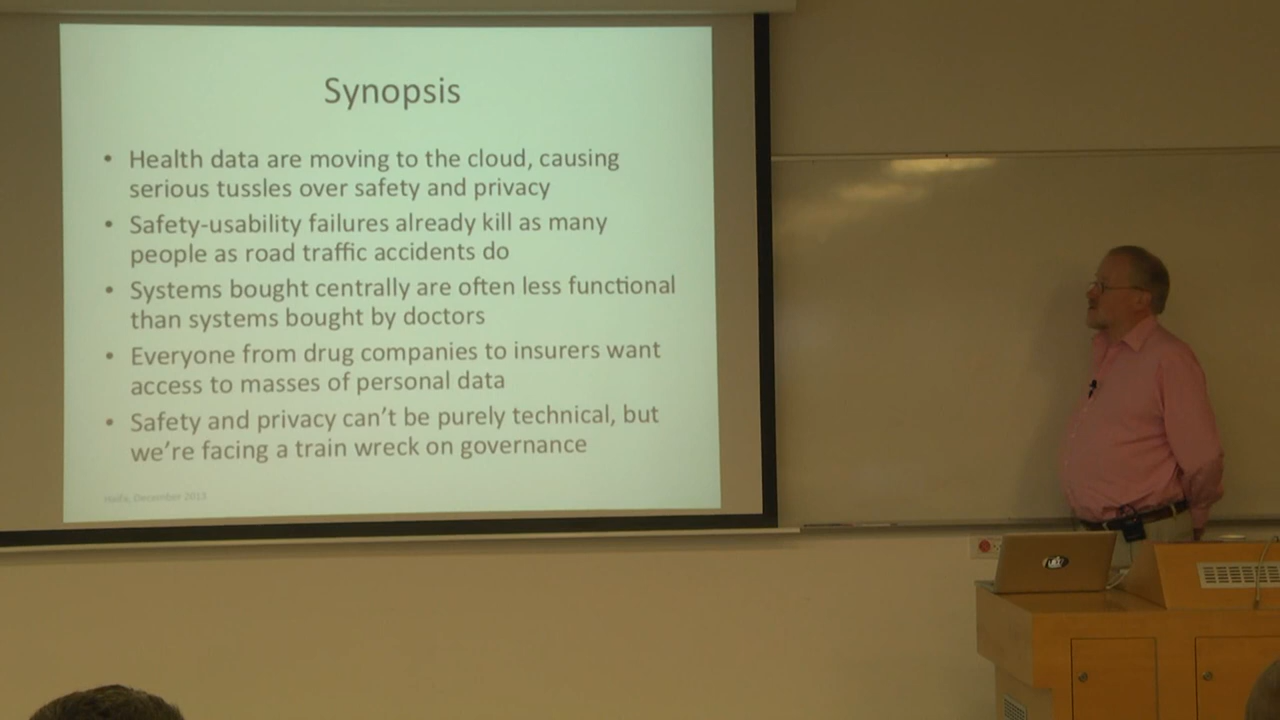 Synopsis
• Health data are moving to the cloud, causing
serious tussles over safety and privacy
• Safety-usability failures already kill as many
people as road traffic accidents do
• Systems bought centrally are often less functional
than systems bought by doctors
• Everyone from drug companies to insurers want
access to masses of personal data
• Safety and privacy can’t be purely technical, but
we’re facing a train wreck on governance
Haifa, December 2013